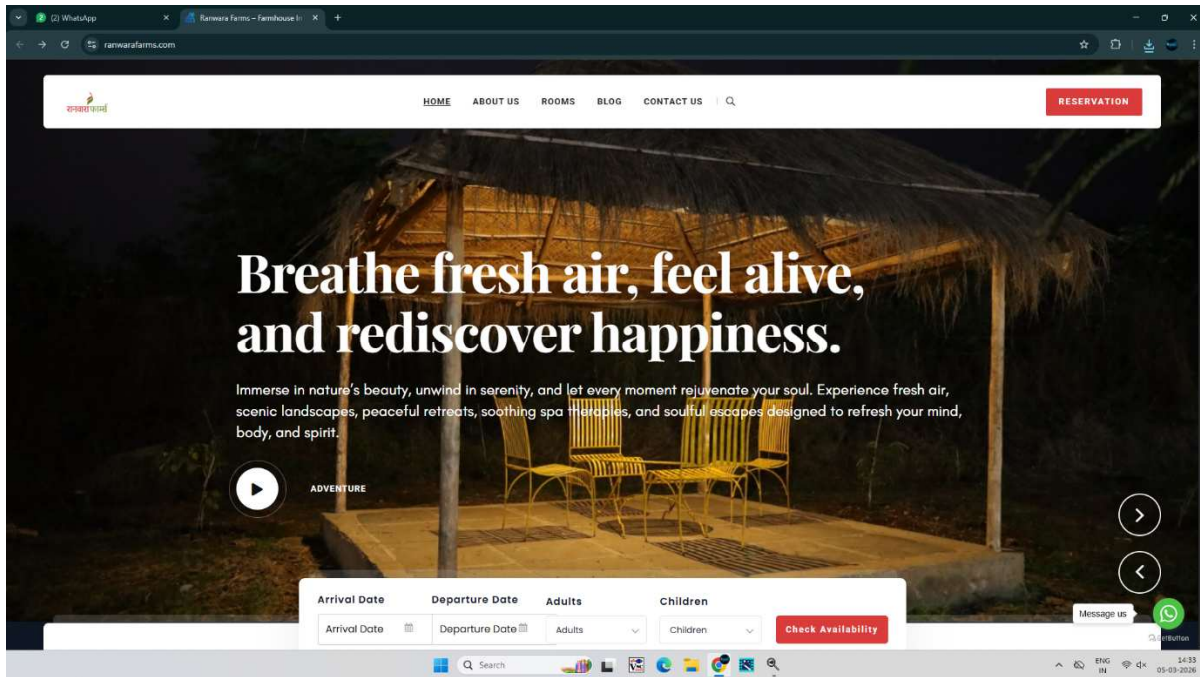 (2) WhatsApp
Ranwara Farms – Farmhouse In
ranwarafarms.com
रानवारा फार्म्स
HOME ABOUT US ROOMS BLOG CONTACT US
RESERVATION
Breathe fresh air, feel alive,
and rediscover happiness.
Immerse in nature's beauty, unwind in serenity, and let every moment rejuvenate your soul. Experience fresh air,
scenic landscapes, peaceful retreats, soothing spa therapies, and soulful escapes designed to refresh your mind,
body, and spirit.
ADVENTURE
Arrival Date Departure Date Adults Children
Arrival Date Departure Date Adults Children Check Availability
Message us
GetButton
Search
ENG
IN
14:33
05-03-2026